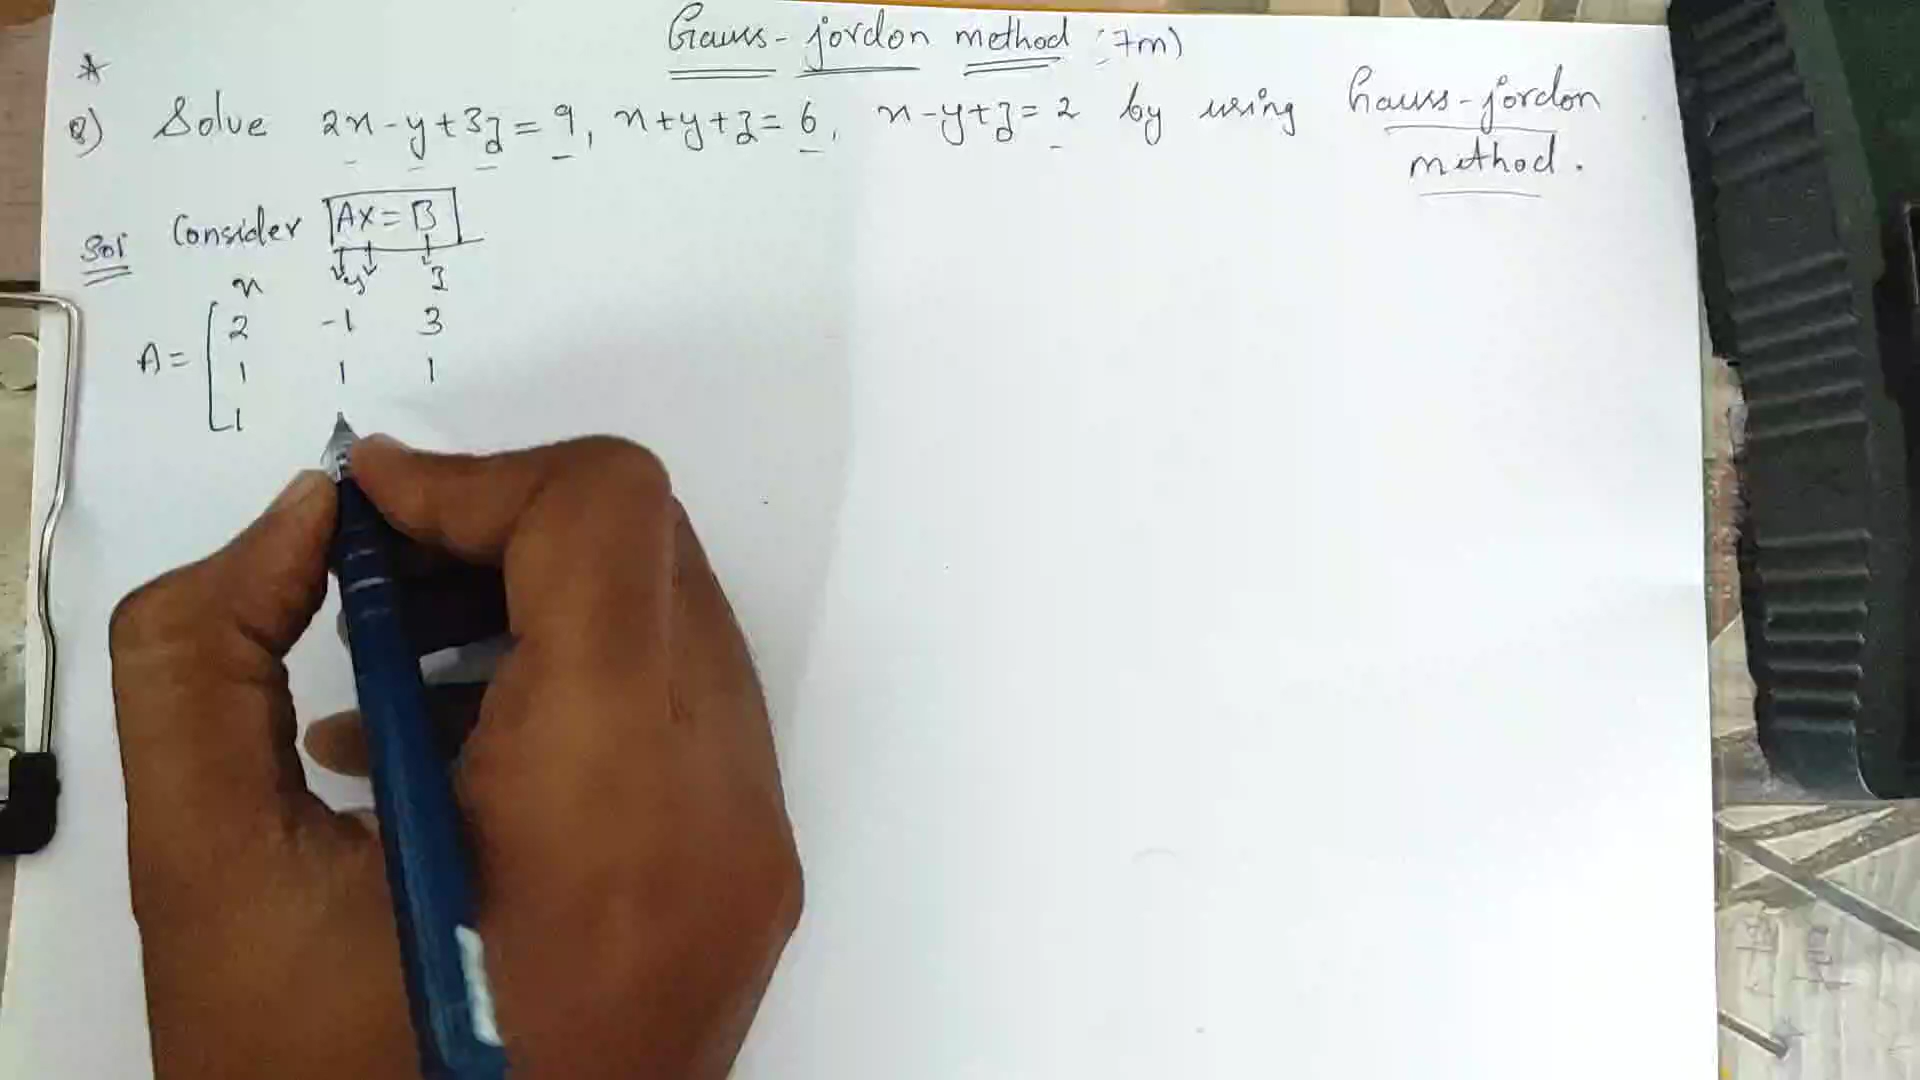 Gauss - jordon method (7m)
*
Q) Solve 2x - y + 3z = 9, x + y + z = 6, x - y + z = 2 by using Gauss - jordon
method.
Sol Consider AX = B
x y z
A = [ 2 -1 3
1 1 1
1